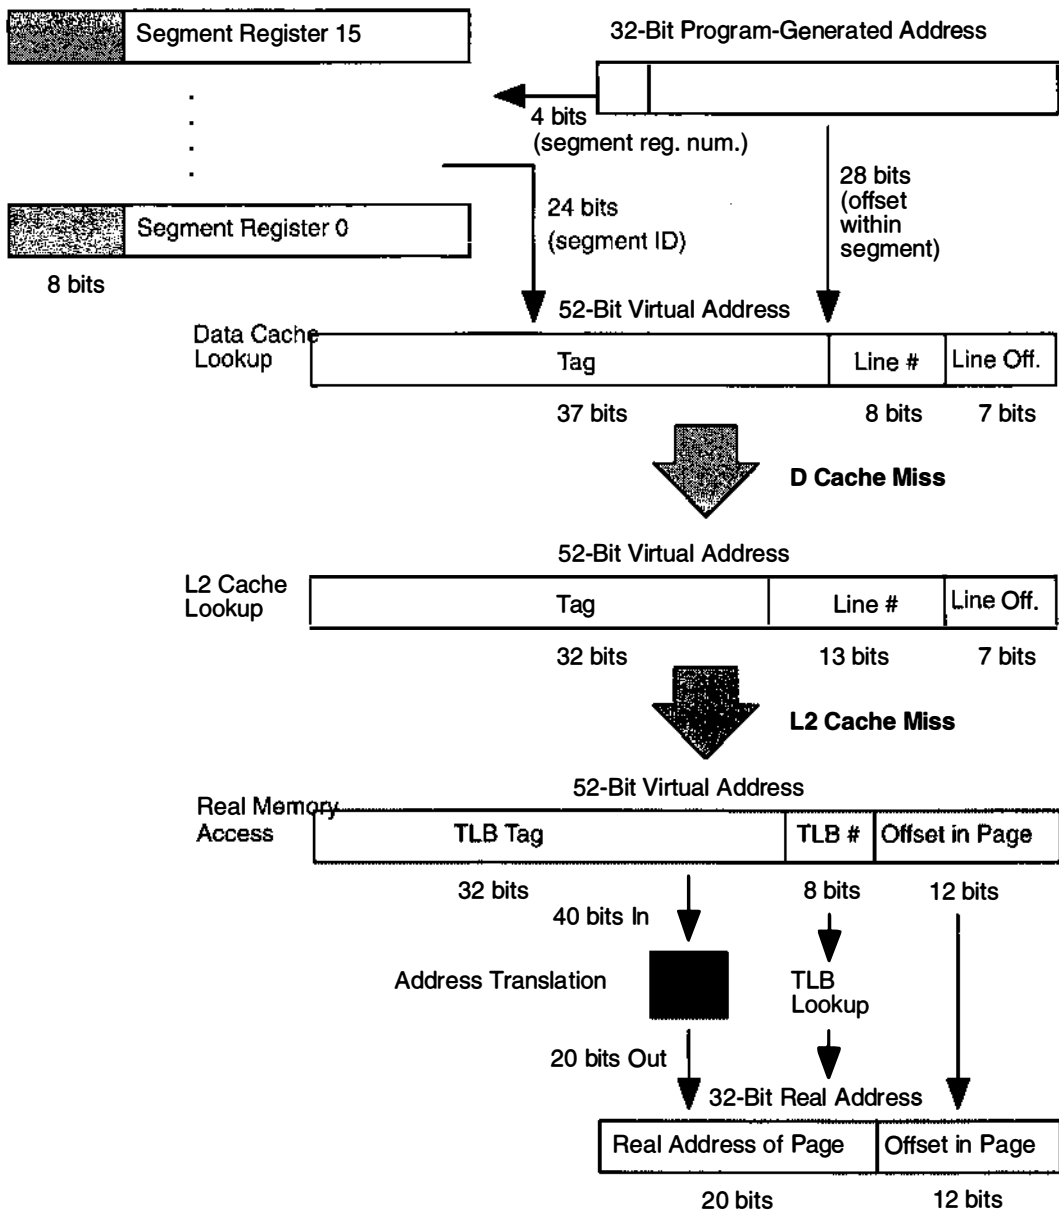 Segment Register 15
32-Bit Program-Generated Address
4 bits
(segment reg. num.)
28 bits
(offset
within
segment)
24 bits
(segment ID)
Segment Register 0
8 bits
52-Bit Virtual Address
Data Cache
Lookup
Tag
Line #
Line Off.
37 bits
8 bits
7 bits
D Cache Miss
52-Bit Virtual Address
L2 Cache
Lookup
Tag
Line #
Line Off.
32 bits
13 bits
7 bits
L2 Cache Miss
52-Bit Virtual Address
Real Memory
Access
TLB Tag
TLB #
Offset in Page
32 bits
8 bits
12 bits
40 bits In
Address Translation
TLB
Lookup
20 bits Out
32-Bit Real Address
Real Address of Page
Offset in Page
20 bits
12 bits